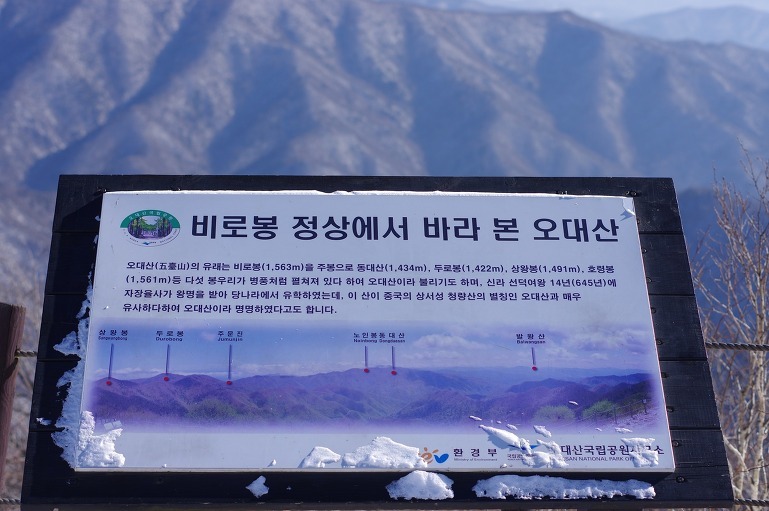 비로봉 정상에서 바라 본 오대산
오대산(五臺山)의 유래는 비로봉(1,563m)을 주봉으로 동대산(1,434m), 두로봉(1,422m), 상왕봉(1,491m), 호령봉
(1,561m)등 다섯 봉우리가 병풍처럼 펼쳐져 있다 하여 오대산이라 불리기도 하며, 신라 선덕여왕 14년(645년)에
자장율사가 왕명을 받아 당나라에서 유학하였는데, 이 산이 중국의 상서성 청량산의 별칭인 오대산과 매우
유사하다하여 오대산이라 명명하였다고도 합니다.
상왕봉 두로봉 주문진 노인봉동대산 발왕산
Jumunjin Balwangsan
환경부 대산국립공원
Ministry of Environment SAN NATIONAL PARK